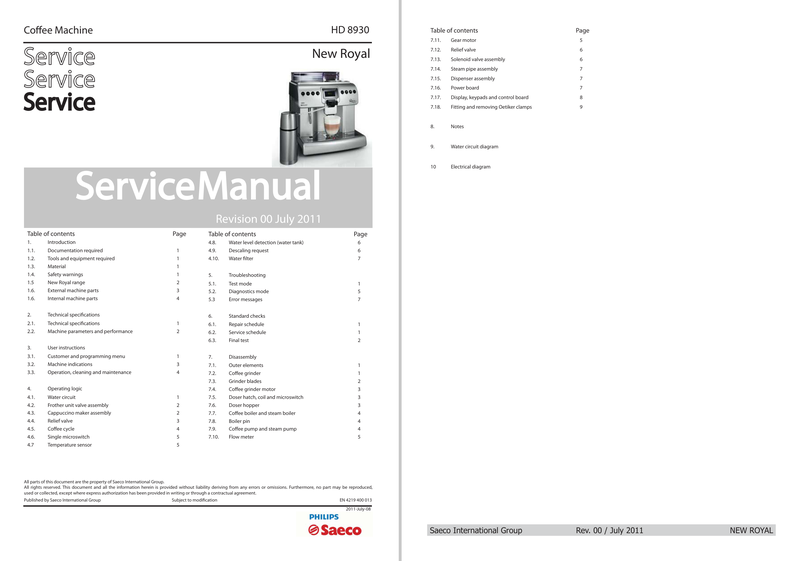 Coffee Machine
HD 8930
Service
Service
Service
New Royal
Service Manual
Revision 00 July 2011
Table of contents Page
1. Introduction
1.1. Documentation required 1
1.2. Tools and equipment required 1
1.3. Material 1
1.4. Safety warnings 1
1.5 New Royal range 2
1.6. External machine parts 3
1.6. Internal machine parts 4
2. Technical specifications
2.1. Technical specifications 1
2.2. Machine parameters and performance 2
3. User instructions
3.1. Customer and programming menu 1
3.2. Machine indications 3
3.3. Operation, cleaning and maintenance 4
4. Operating logic
4.1. Water circuit 1
4.2. Frother unit valve assembly 2
4.3. Cappuccino maker assembly 2
4.4. Relief valve 3
4.5. Coffee cycle 4
4.6. Single microswitch 5
4.7 Temperature sensor 5
Table of contents Page
4.8. Water level detection (water tank) 6
4.9. Descaling request 6
4.10. Water filter 7
5. Troubleshooting
5.1. Test mode 1
5.2. Diagnostics mode 5
5.3 Error messages 7
6. Standard checks
6.1. Repair schedule 1
6.2. Service schedule 1
6.3. Final test 2
7. Disassembly
7.1. Outer elements 1
7.2. Coffee grinder 1
7.3. Grinder blades 2
7.4. Coffee grinder motor 3
7.5. Doser hatch, coil and microswitch 3
7.6. Doser hopper 3
7.7. Coffee boiler and steam boiler 4
7.8. Boiler pin 4
7.9. Coffee pump and steam pump 4
7.10. Flow meter 5
All parts of this document are the property of Saeco International Group.
All rights reserved. This document and all the information herein is provided without liability deriving from any errors or omissions. Furthermore, no part may be reproduced,
used or collected, except where express authorization has been provided in writing or through a contractual agreement.
Published by Saeco International Group Subject to modification EN 4219 400 013
2011-July-08
PHILIPS
Saeco
Table of contents Page
7.11. Gear motor 5
7.12. Relief valve 6
7.13. Solenoid valve assembly 6
7.14. Steam pipe assembly 7
7.15. Dispenser assembly 7
7.16. Power board 7
7.17. Display, keypads and control board 8
7.18. Fitting and removing Oetiker clamps 9
8. Notes
9. Water circuit diagram
10 Electrical diagram
Saeco International Group Rev. 00 / July 2011 NEW ROYAL